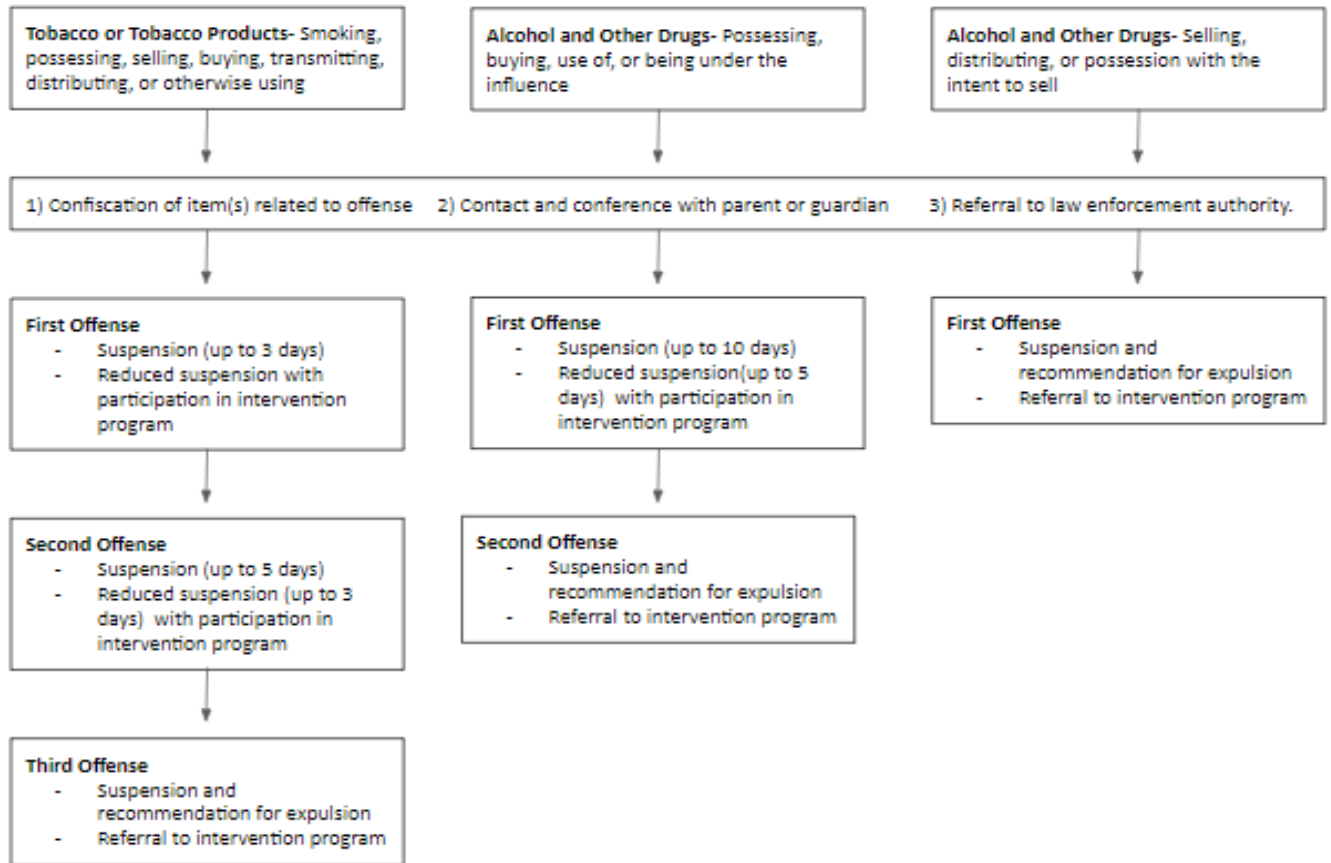 Tobacco or Tobacco Products- Smoking,
possessing, selling, buying, transmitting,
distributing, or otherwise using
Alcohol and Other Drugs- Possessing,
buying, use of, or being under the
influence
Alcohol and Other Drugs- Selling,
distributing, or possession with the
intent to sell
1) Confiscation of item(s) related to offense 2) Contact and conference with parent or guardian 3) Referral to law enforcement authority.
First Offense
- Suspension (up to 3 days)
- Reduced suspension with
participation in intervention
program
First Offense
- Suspension (up to 10 days)
- Reduced suspension(up to 5
days) with participation in
intervention program
First Offense
- Suspension and
recommendation for expulsion
- Referral to intervention program
Second Offense
- Suspension (up to 5 days)
- Reduced suspension (up to 3
days) with participation in
intervention program
Second Offense
- Suspension and
recommendation for expulsion
- Referral to intervention program
Third Offense
- Suspension and
recommendation for expulsion
- Referral to intervention program